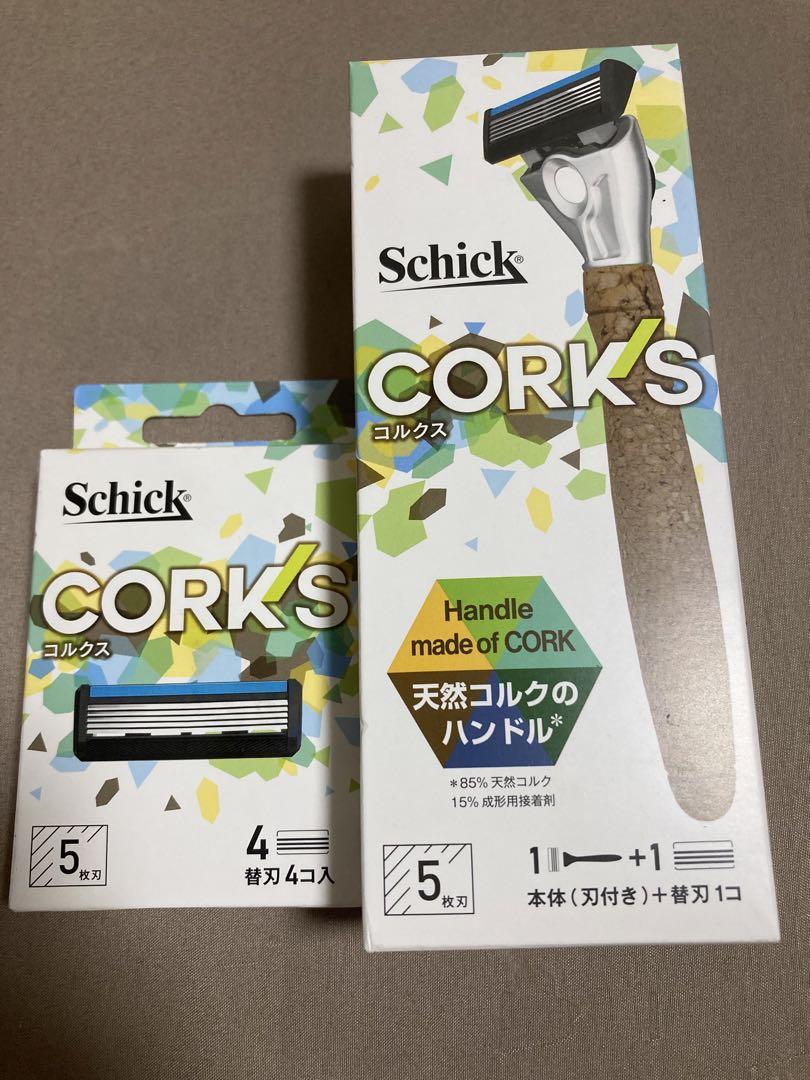 Schick®
CORK'S
コルクス
5枚刃
4
替刃 4コ入
Schick®
CORK'S
コルクス
Handle
made of CORK
天然コルクの
ハンドル*
*85% 天然コルク
15% 成形用接着剤
5枚刃
1 +1
本体(刃付き)+替刃 1コ